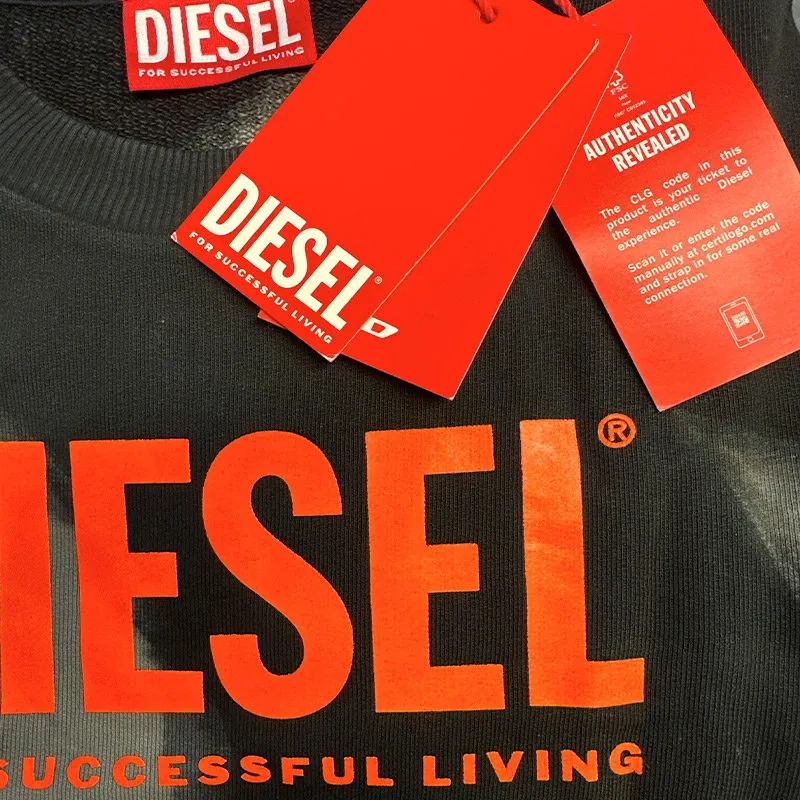 DIESEL
FOR SUCCESSFUL LIVING
DIESEL®
FOR SUCCESSFUL LIVING
D
FSC
MIX
AUTHENTICITY
REVEALED
The CLG code in this
product is your ticket to
the authentic Diesel
experience.
Scan it or enter the code
manually at certilogo.com
and strap in for some real
connection.
IESEL®
SUCCESSFUL LIVING